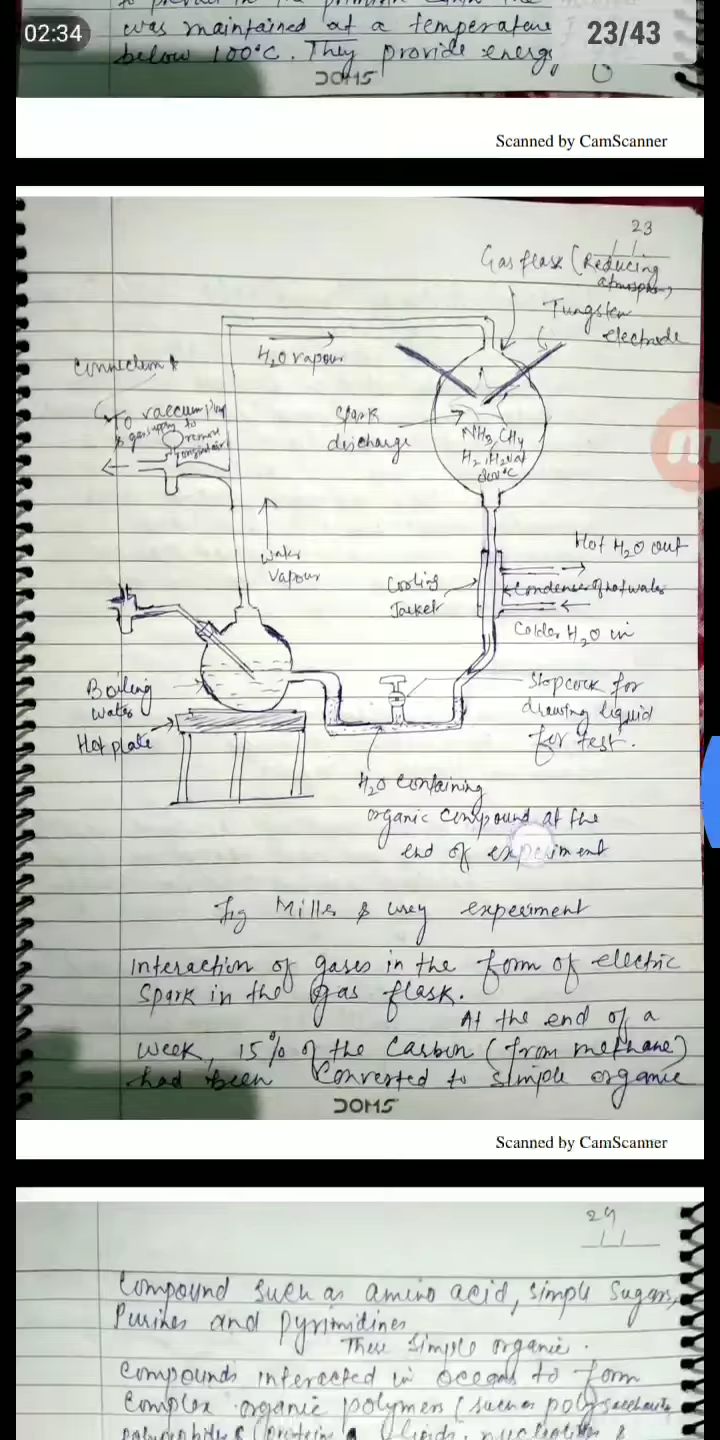 02:34
23/43
was maintained at a temperature
below 100°C. They provide energ
DOMS
Scanned by CamScanner
23
Gas flask (Reducing
Tungsten
electrode
H2O vapour
Connection
To vaccum
& gas supply to
remove
Spark
discharge
NH3, CH4
H2, H2O
Water
Vapour
Cooling
Jacket
Hot H2O out
Condenser of hot water
Colder H2O in
Boiling
water
Hot plate
Stopcock for
drawing liquid
for test.
H2O containing
organic compound at the
end of experiment
fig Mills & urey experiment
Interaction of gases in the form of electric
Spark in the gas flask.
At the end of a
week, 15% of the Carbon (from methane)
had been Converted to simple organic
DOMS
Scanned by CamScanner
24
Compound such as amino acid, simple sugars,
Purines and pyrimidines
These simple organic.
Compounds interacted in oceans to form
Complex organic polymers (such as